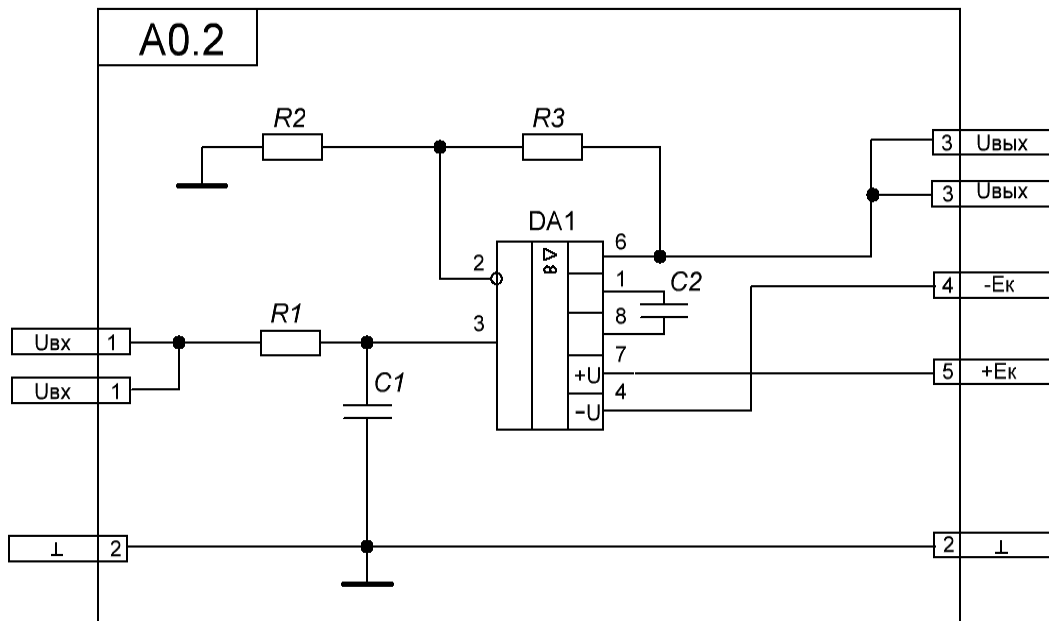 A0.2
R2
R3
3 Uвых
3 Uвых
DA1
▷∞
6
2
1
C2
4 -Eк
8
3
R1
Uвх 1
7
+U
5 +Eк
Uвх 1
C1
4
−U
⊥ 2
2 ⊥